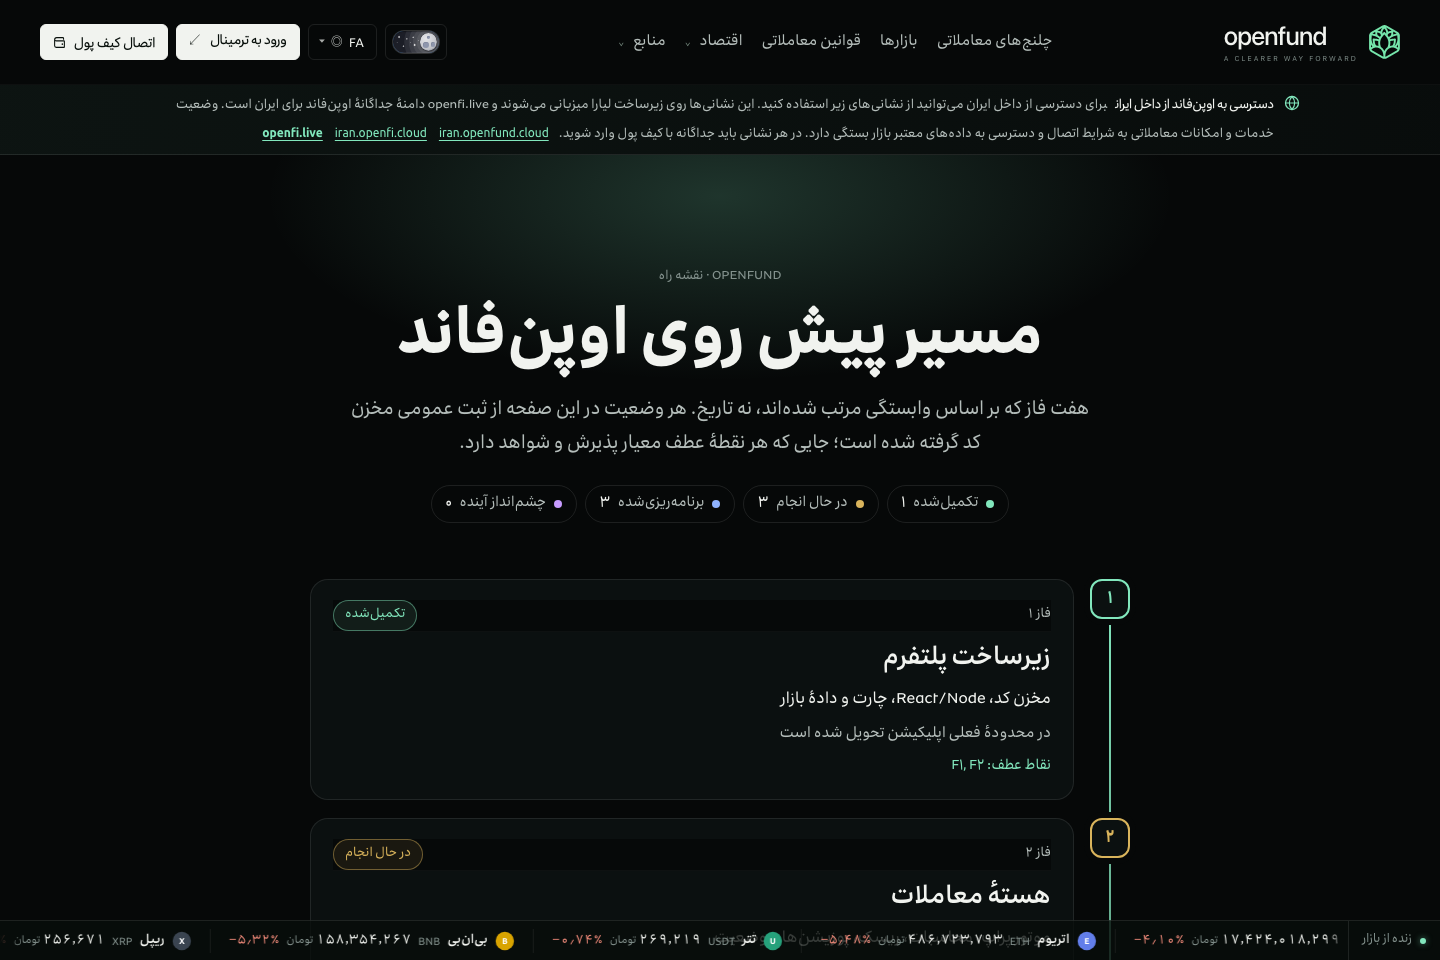 openfund
A CLEARER WAY FORWARD
چلنج‌های معاملاتی
بازارها
قوانین معاملاتی
اقتصاد
منابع
FA
ورود به ترمینال
اتصال کیف پول
دسترسی به اوپن‌فاند از داخل ایران برای دسترسی از داخل ایران می‌توانید از نشانی‌های زیر استفاده کنید. این نشانی‌ها روی زیرساخت لیارا میزبانی می‌شوند و openfi.live دامنهٔ جداگانهٔ اوپن‌فاند برای ایران است. وضعیت
خدمات و امکانات معاملاتی به شرایط اتصال و دسترسی به داده‌های معتبر بازار بستگی دارد. در هر نشانی باید جداگانه با کیف پول وارد شوید. iran.openfund.cloud iran.openfi.cloud openfi.live
OPENFUND · نقشه راه
مسیر پیش روی اوپن‌فاند
هفت فاز که بر اساس وابستگی مرتب شده‌اند، نه تاریخ. هر وضعیت در این صفحه از ثبت عمومی مخزن
کد گرفته شده است؛ جایی که هر نقطهٔ عطف معیار پذیرش و شواهد دارد.
تکمیل‌شده ۱
در حال انجام ۳
برنامه‌ریزی‌شده ۳
چشم‌انداز آینده ۰
۱
فاز ۱
تکمیل‌شده
زیرساخت پلتفرم
مخزن کد، React/Node، چارت و دادهٔ بازار
در محدودهٔ فعلی اپلیکیشن تحویل شده است
نقاط عطف: F۱, F۲
۲
فاز ۲
در حال انجام
هستهٔ معاملات
زنده از بازار
۱۷,۴۲۴,۰۱۸,۲۹۹ تومان −۴٫۱۰%
E اتریوم ETH ۴۸۶,۷۲۳,۷۹۳ تومان −۵٫۴۸%
U تتر USDT ۲۶۹,۲۱۹ تومان −۰٫۷۴%
B بی‌ان‌بی BNB ۱۵۸,۳۵۴,۲۶۷ تومان −۵٫۳۲%
X ریپل XRP ۲۵۶,۶۷۱ تومان